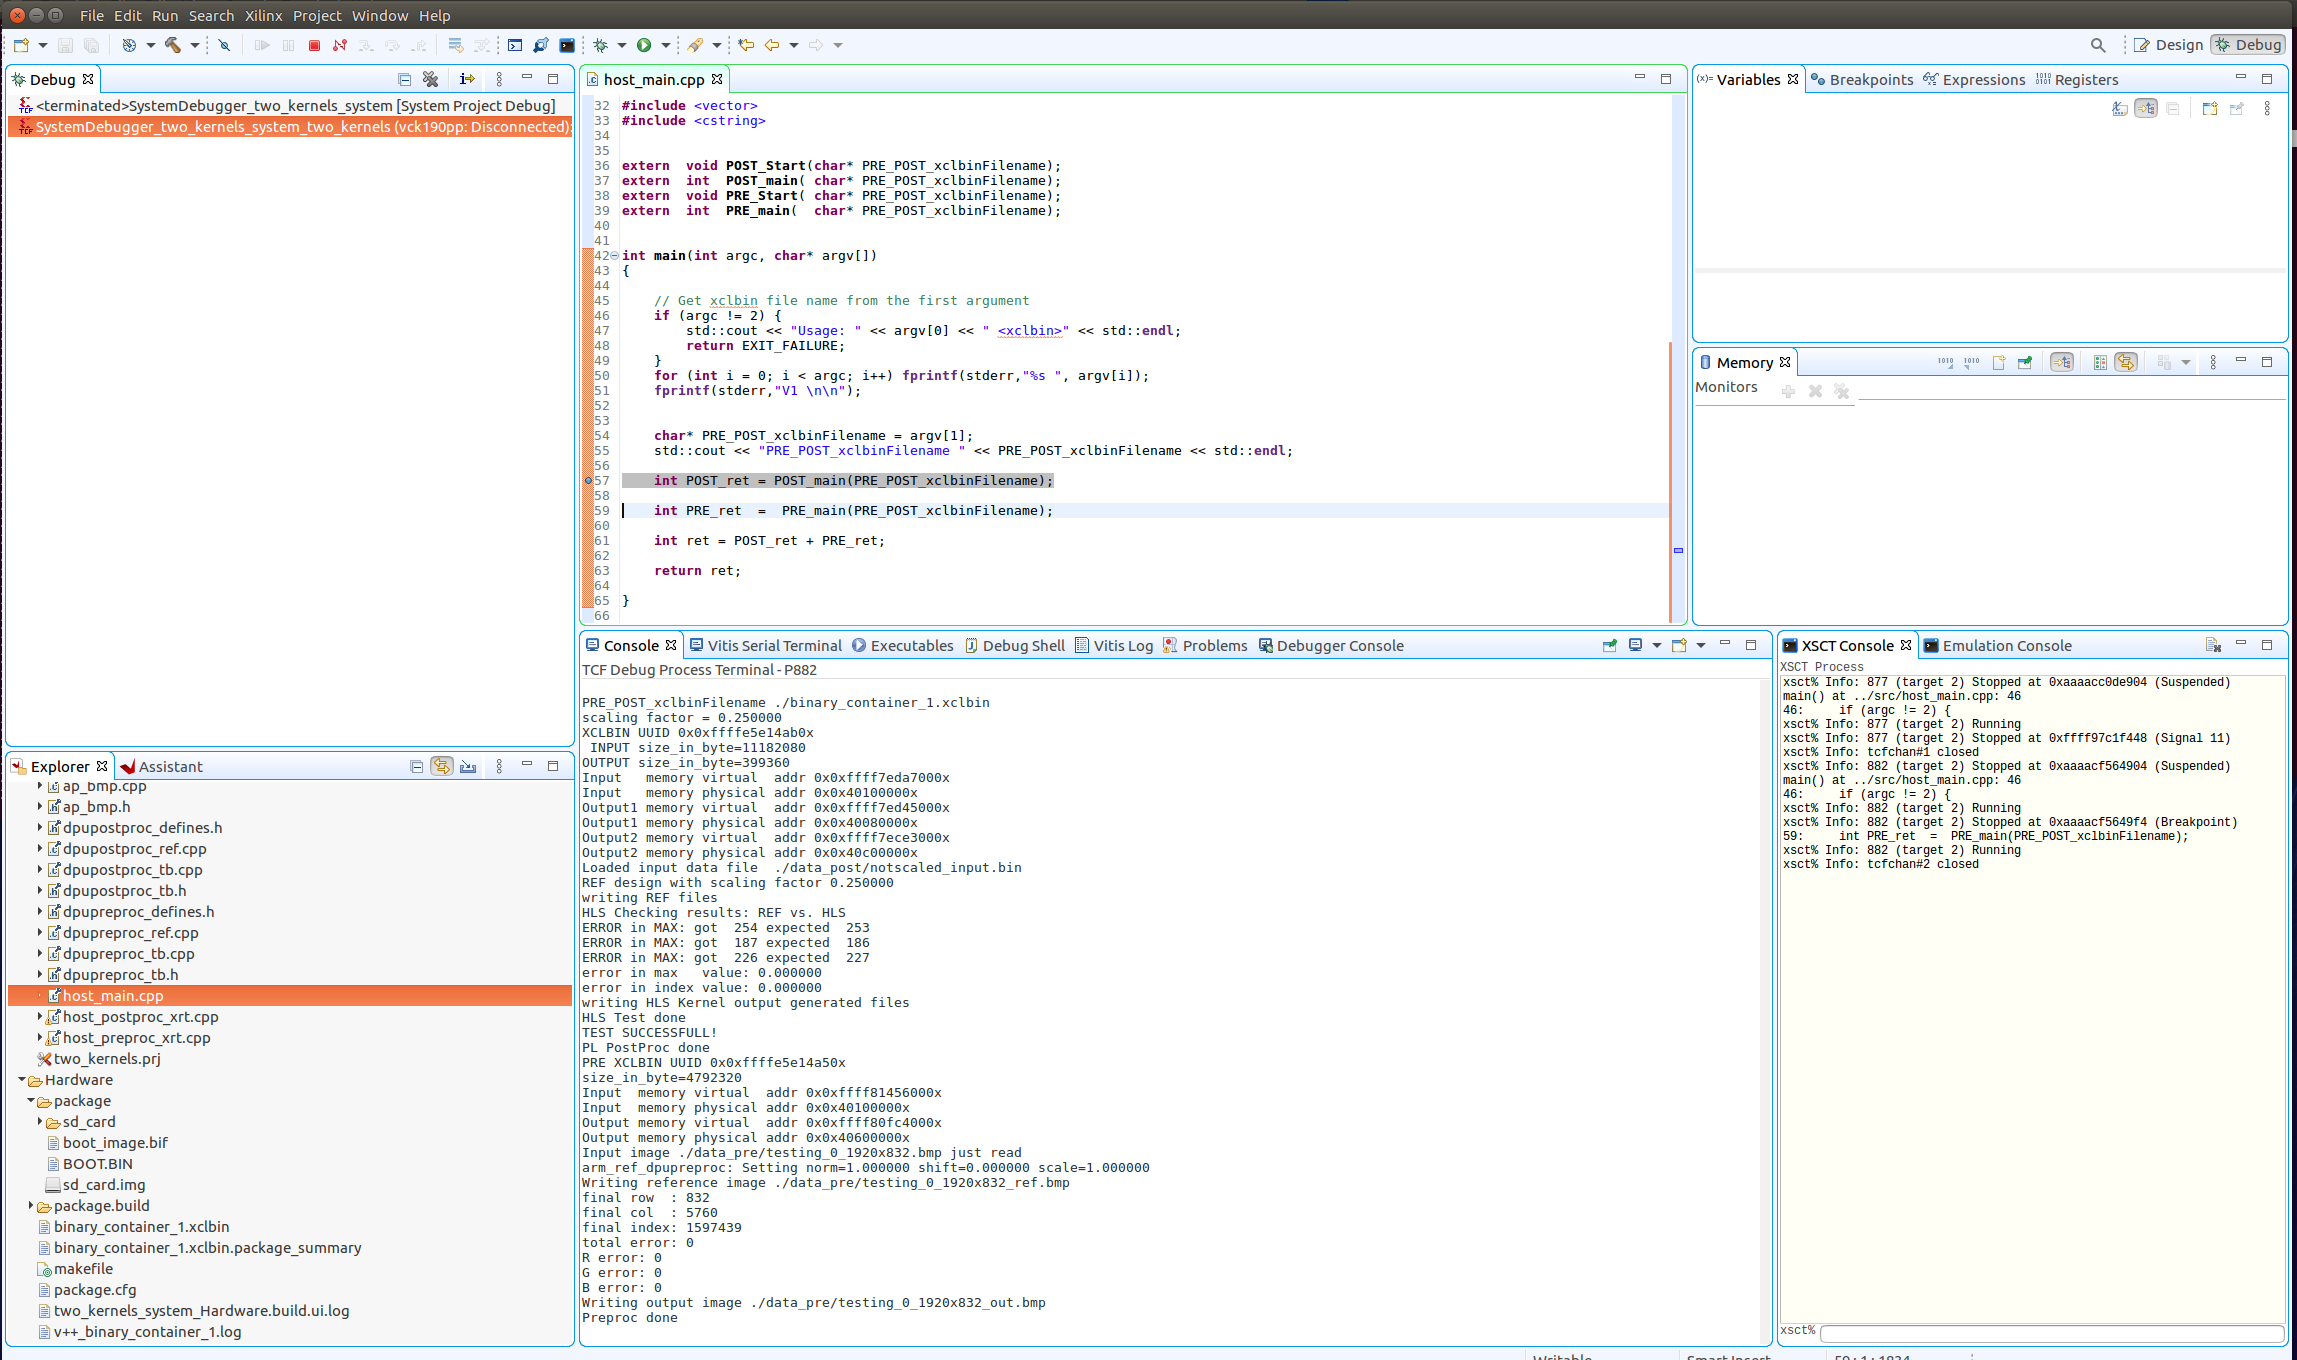 File Edit Run Search Xilinx Project Window Help
Design Debug
Debug
<terminated>SystemDebugger_two_kernels_system [System Project Debug]
SystemDebugger_two_kernels_system_two_kernels (vck190pp: Disconnected):
host_main.cpp
32 #include <vector>
33 #include <cstring>
34
35
36 extern  void POST_Start(char* PRE_POST_xclbinFilename);
37 extern  int  POST_main( char* PRE_POST_xclbinFilename);
38 extern  void PRE_Start( char* PRE_POST_xclbinFilename);
39 extern  int  PRE_main(  char* PRE_POST_xclbinFilename);
40
41
42 int main(int argc, char* argv[])
43 {
44
45     // Get xclbin file name from the first argument
46     if (argc != 2) {
47         std::cout << "Usage: " << argv[0] << " <xclbin>" << std::endl;
48         return EXIT_FAILURE;
49     }
50     for (int i = 0; i < argc; i++) fprintf(stderr,"%s ", argv[i]);
51     fprintf(stderr,"V1 \n\n");
52
53
54     char* PRE_POST_xclbinFilename = argv[1];
55     std::cout << "PRE_POST_xclbinFilename " << PRE_POST_xclbinFilename << std::endl;
56
57     int POST_ret = POST_main(PRE_POST_xclbinFilename);
58
59     int PRE_ret  =  PRE_main(PRE_POST_xclbinFilename);
60
61     int ret = POST_ret + PRE_ret;
62
63     return ret;
64
65 }
66
(x)= Variables Breakpoints Expressions Registers
Memory
Monitors
Explorer Assistant
ap_bmp.cpp
ap_bmp.h
dpupostproc_defines.h
dpupostproc_ref.cpp
dpupostproc_tb.cpp
dpupostproc_tb.h
dpupreproc_defines.h
dpupreproc_ref.cpp
dpupreproc_tb.cpp
dpupreproc_tb.h
host_main.cpp
host_postproc_xrt.cpp
host_preproc_xrt.cpp
two_kernels.prj
Hardware
package
sd_card
boot_image.bif
BOOT.BIN
sd_card.img
package.build
binary_container_1.xclbin
binary_container_1.xclbin.package_summary
makefile
package.cfg
two_kernels_system_Hardware.build.ui.log
v++_binary_container_1.log
Console Vitis Serial Terminal Executables Debug Shell Vitis Log Problems Debugger Console
TCF Debug Process Terminal - P882
PRE_POST_xclbinFilename ./binary_container_1.xclbin
scaling factor = 0.250000
XCLBIN UUID 0x0xffffe5e14ab0x
 INPUT size_in_byte=11182080
OUTPUT size_in_byte=399360
Input   memory virtual  addr 0x0xffff7eda7000x
Input   memory physical addr 0x0x40100000x
Output1 memory virtual  addr 0x0xffff7ed45000x
Output1 memory physical addr 0x0x40080000x
Output2 memory virtual  addr 0x0xffff7ece3000x
Output2 memory physical addr 0x0x40c00000x
Loaded input data file  ./data_post/notscaled_input.bin
REF design with scaling factor 0.250000
writing REF files
HLS Checking results: REF vs. HLS
ERROR in MAX: got  254 expected  253
ERROR in MAX: got  187 expected  186
ERROR in MAX: got  226 expected  227
error in max   value: 0.000000
error in index value: 0.000000
writing HLS Kernel output generated files
HLS Test done
TEST SUCCESSFULL!
PL PostProc done
PRE XCLBIN UUID 0x0xffffe5e14a50x
size_in_byte=4792320
Input  memory virtual  addr 0x0xffff81456000x
Input  memory physical addr 0x0x40100000x
Output memory virtual  addr 0x0xffff80fc4000x
Output memory physical addr 0x0x40600000x
Input image ./data_pre/testing_0_1920x832.bmp just read
arm_ref_dpupreproc: Setting norm=1.000000 shift=0.000000 scale=1.000000
Writing reference image ./data_pre/testing_0_1920x832_ref.bmp
final row  : 832
final col  : 5760
final index: 1597439
total error: 0
R error: 0
G error: 0
B error: 0
Writing output image ./data_pre/testing_0_1920x832_out.bmp
Preproc done
XSCT Console Emulation Console
XSCT Process
xsct% Info: 877 (target 2) Stopped at 0xaaaacc0de904 (Suspended)
main() at ../src/host_main.cpp: 46
46:     if (argc != 2) {
xsct% Info: 877 (target 2) Running
xsct% Info: 877 (target 2) Stopped at 0xffff97c1f448 (Signal 11)
xsct% Info: tcfchan#1 closed
xsct% Info: 882 (target 2) Stopped at 0xaaaacf564904 (Suspended)
main() at ../src/host_main.cpp: 46
46:     if (argc != 2) {
xsct% Info: 882 (target 2) Running
xsct% Info: 882 (target 2) Stopped at 0xaaaacf5649f4 (Breakpoint)
59:     int PRE_ret  =  PRE_main(PRE_POST_xclbinFilename);
xsct% Info: 882 (target 2) Running
xsct% Info: tcfchan#2 closed
xsct%
Writable Smart Insert 59 : 1 : 1834